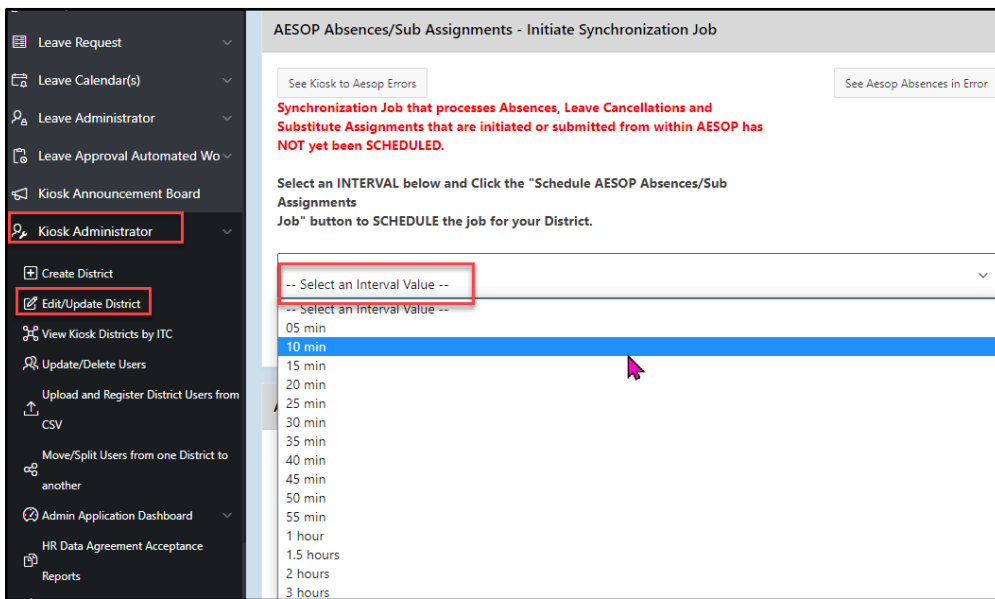 Leave Request
Leave Calendar(s)
Leave Administrator
Leave Approval Automated Wo
Kiosk Announcement Board
Kiosk Administrator
Create District
Edit/Update District
View Kiosk Districts by ITC
Update/Delete Users
Upload and Register District Users from
CSV
Move/Split Users from one District to
another
Admin Application Dashboard
HR Data Agreement Acceptance
Reports
AESOP Absences/Sub Assignments - Initiate Synchronization Job
See Kiosk to Aesop Errors
See Aesop Absences in Error
Synchronization Job that processes Absences, Leave Cancellations and
Substitute Assignments that are initiated or submitted from within AESOP has
NOT yet been SCHEDULED.
Select an INTERVAL below and Click the "Schedule AESOP Absences/Sub
Assignments
Job" button to SCHEDULE the job for your District.
-- Select an Interval Value --
-- Select an Interval Value --
05 min
10 min
15 min
20 min
25 min
30 min
35 min
40 min
45 min
50 min
55 min
1 hour
1.5 hours
2 hours
3 hours